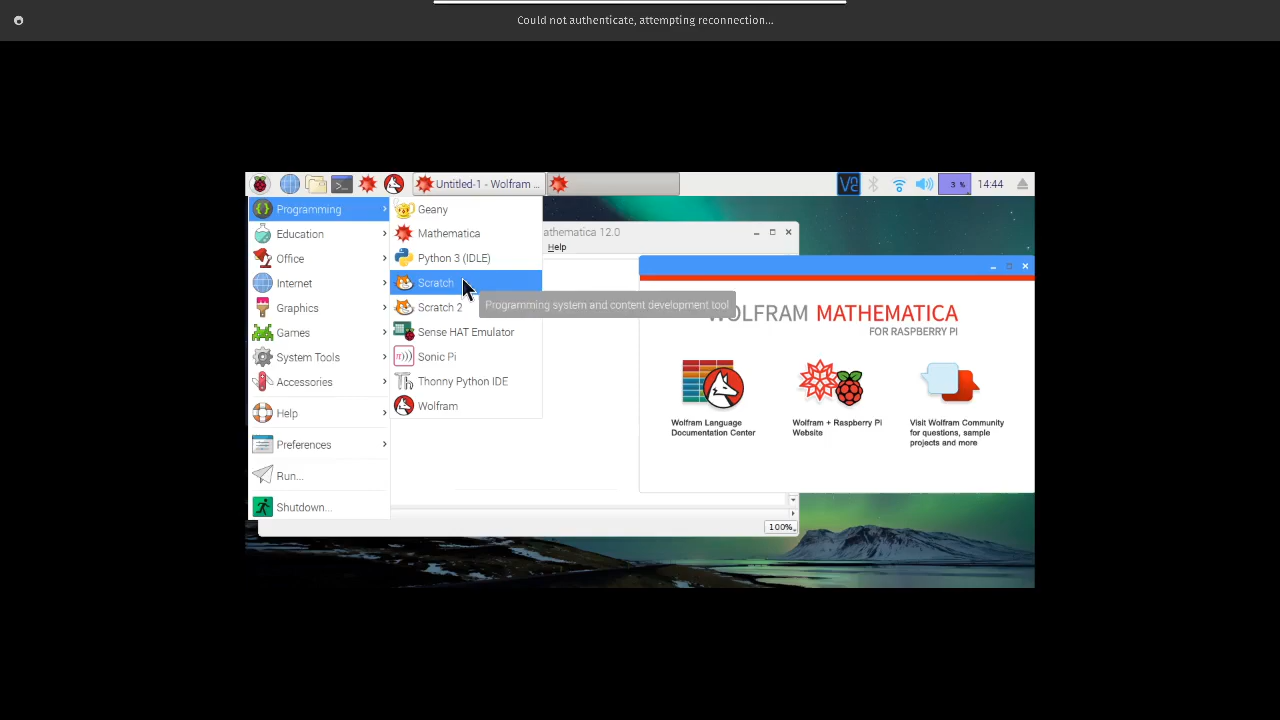 Could not authenticate, attempting reconnection...
Untitled-1 - Wolfram ...
3 %
14:44
Programming
Education
Office
Internet
Graphics
Games
System Tools
Accessories
Help
Preferences
Run...
Shutdown...
Geany
Mathematica
Python 3 (IDLE)
Scratch
Scratch 2
Sense HAT Emulator
Sonic Pi
Thonny Python IDE
Wolfram
Programming system and content development tool
athematica 12.0
Help
100%
WOLFRAM MATHEMATICA
FOR RASPBERRY PI
Wolfram Language
Documentation Center
Wolfram + Raspberry Pi
Website
Visit Wolfram Community
for questions, sample
projects and more